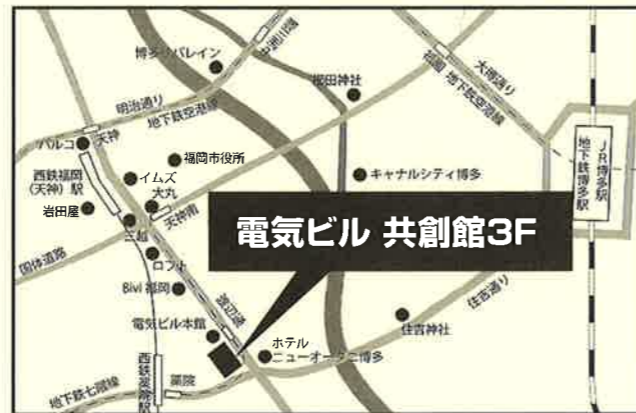 博多リバレイン
中洲川端
櫛田神社
祇園
大博通り
地下鉄空港線
明治通り
地下鉄空港線
パルコ
天神
福岡市役所
西鉄福岡
(天神)駅
イムズ
大丸
キャナルシティ博多
JR博多駅
地下鉄博多駅
岩田屋
天神南
三越
国体道路
ロフト
電気ビル 共創館3F
Bivi 福岡
渡辺通
住吉通り
電気ビル本館
住吉神社
ホテル
ニューオータニ博多
西鉄薬院駅
薬院
地下鉄七隈線